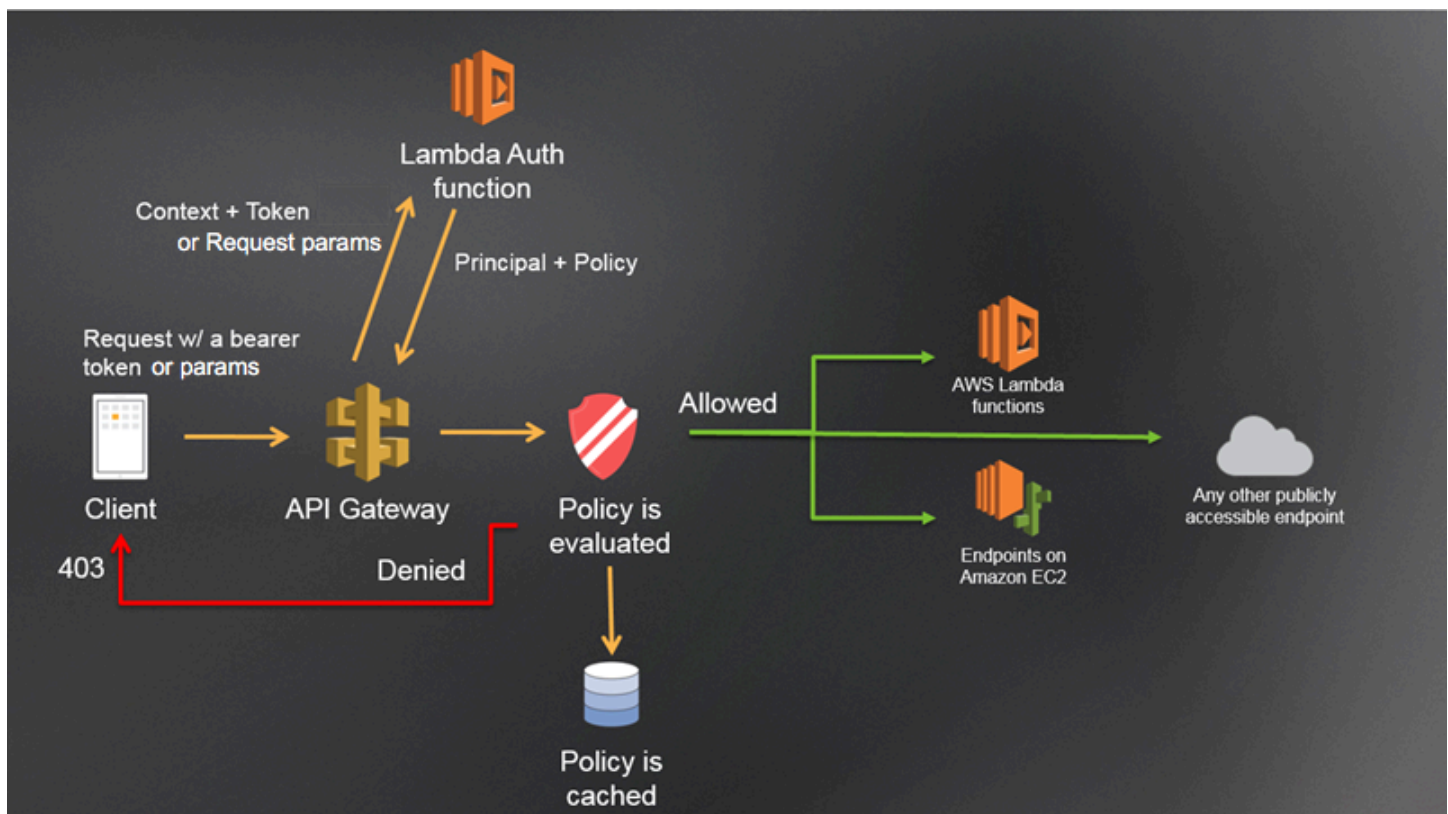 Lambda Auth
function
Context + Token
or Request params
Principal + Policy
Request w/ a bearer
token or params
Client
API Gateway
Policy is
evaluated
Allowed
AWS Lambda
functions
Any other publicly
accessible endpoint
Endpoints on
Amazon EC2
403
Denied
Policy is
cached